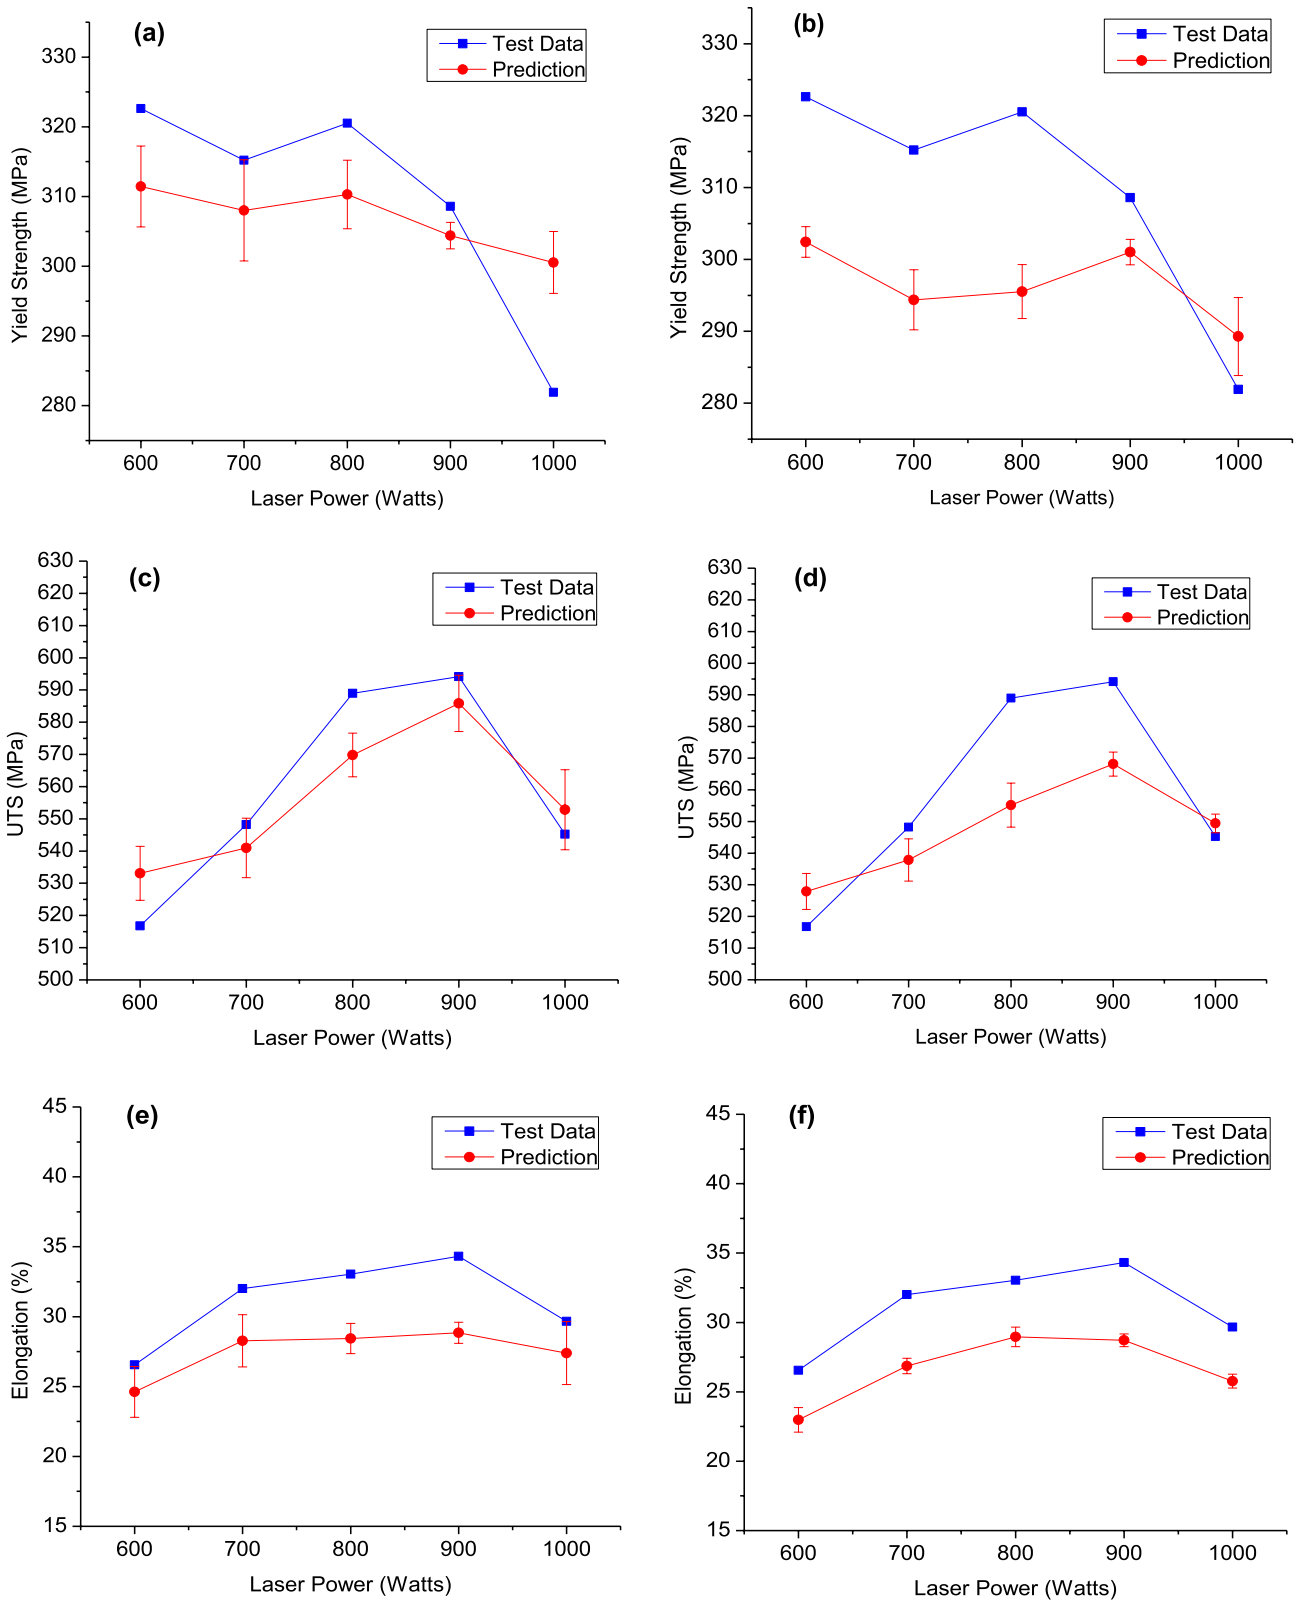 (a)
Test Data
Prediction
330
320
310
300
290
280
Yield Strength (MPa)
600 700 800 900 1000
Laser Power (Watts)
(b)
Test Data
Prediction
330
320
310
300
290
280
Yield Strength (MPa)
600 700 800 900 1000
Laser Power (Watts)
(c)
Test Data
Prediction
630
620
610
600
590
580
570
560
550
540
530
520
510
500
UTS (MPa)
600 700 800 900 1000
Laser Power (Watts)
(d)
Test Data
Prediction
630
620
610
600
590
580
570
560
550
540
530
520
510
500
UTS (MPa)
600 700 800 900 1000
Laser Power (Watts)
(e)
Test Data
Prediction
45
40
35
30
25
20
15
Elongation (%)
600 700 800 900 1000
Laser Power (Watts)
(f)
Test Data
Prediction
45
40
35
30
25
20
15
Elongation (%)
600 700 800 900 1000
Laser Power (Watts)